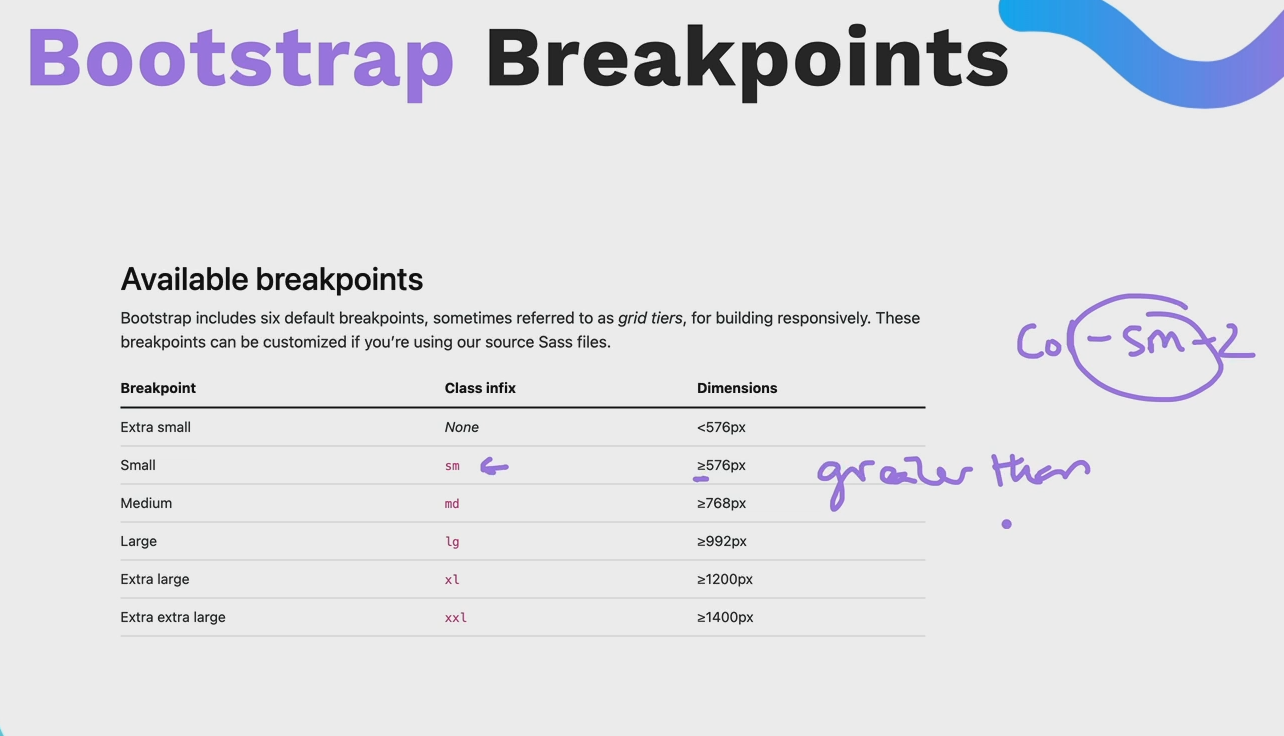 Bootstrap Breakpoints
Available breakpoints
Bootstrap includes six default breakpoints, sometimes referred to as grid tiers, for building responsively. These
breakpoints can be customized if you're using our source Sass files.
Breakpoint Class infix Dimensions
Extra small None <576px
Small sm ≥576px
Medium md ≥768px
Large lg ≥992px
Extra large xl ≥1200px
Extra extra large xxl ≥1400px
Col-sm-2
greater than